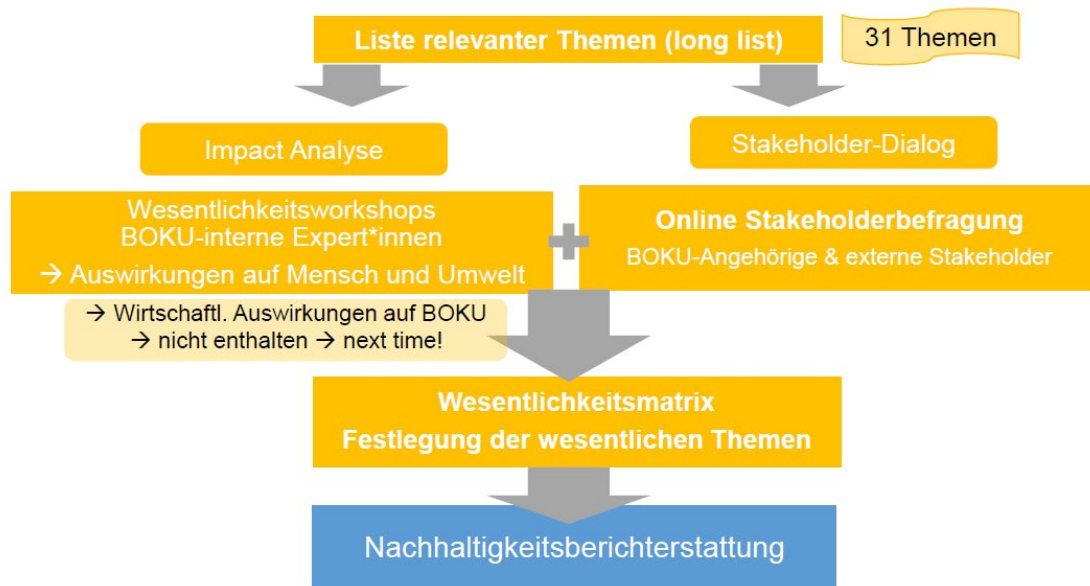 Liste relevanter Themen (long list)
31 Themen
Impact Analyse
Stakeholder-Dialog
Wesentlichkeitsworkshops
BOKU-interne Expert*innen
→ Auswirkungen auf Mensch und Umwelt
+
Online Stakeholderbefragung
BOKU-Angehörige & externe Stakeholder
→ Wirtschaftl. Auswirkungen auf BOKU
→ nicht enthalten → next time!
Wesentlichkeitsmatrix
Festlegung der wesentlichen Themen
Nachhaltigkeitsberichterstattung